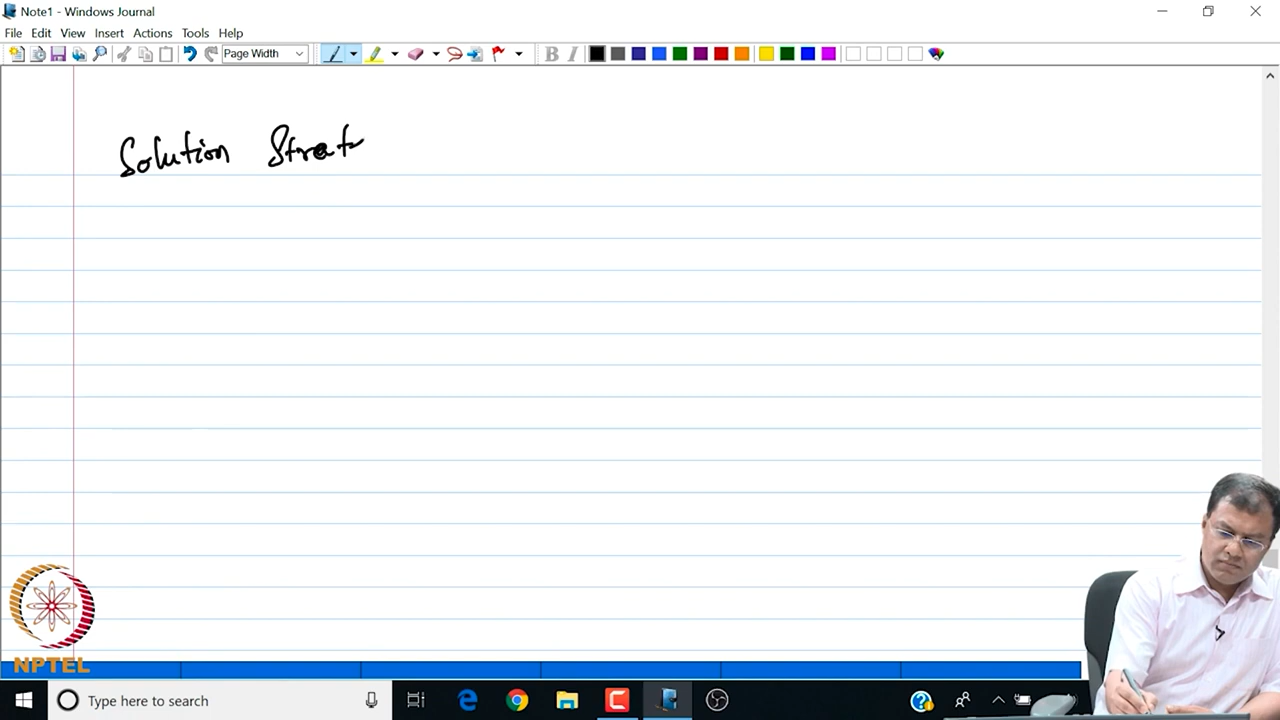 Note1 - Windows Journal
File Edit View Insert Actions Tools Help
Page Width
B I
Solution Strat
NPTEL
Type here to search